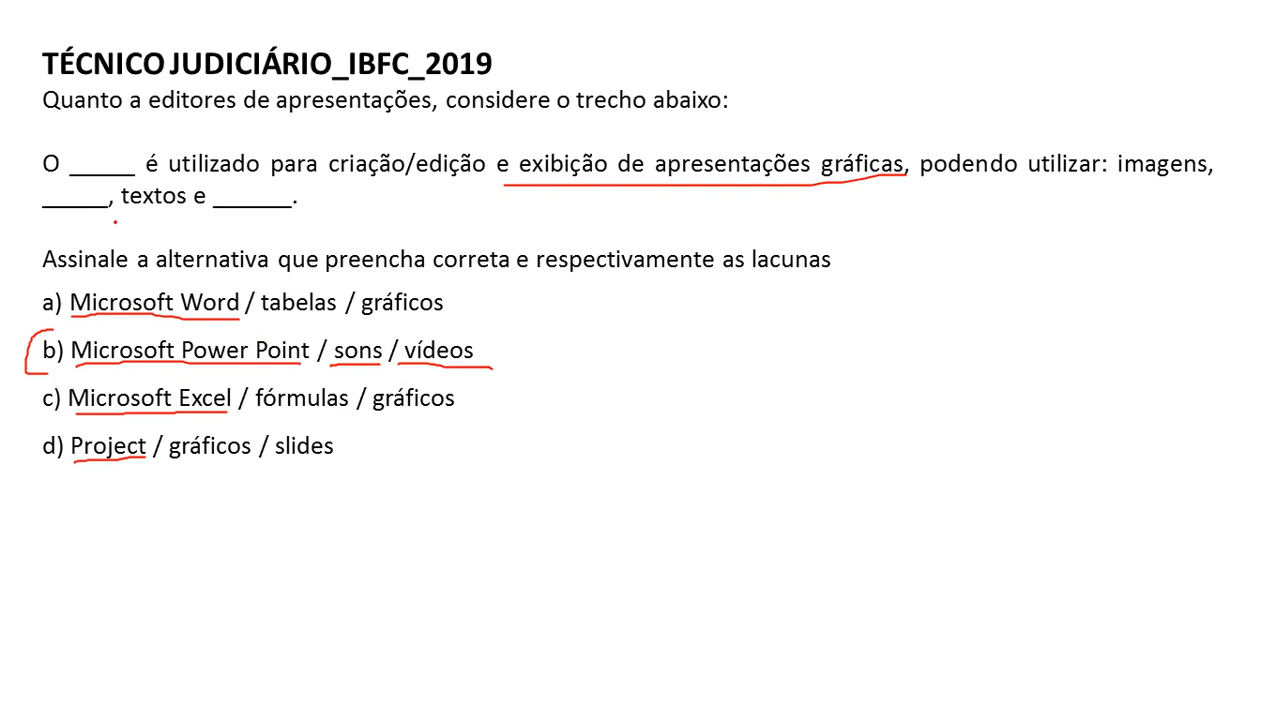 TÉCNICO JUDICIÁRIO_IBFC_2019
Quanto a editores de apresentações, considere o trecho abaixo:
O _____ é utilizado para criação/edição e exibição de apresentações gráficas, podendo utilizar: imagens,
_____, textos e ______.
Assinale a alternativa que preencha correta e respectivamente as lacunas
a) Microsoft Word / tabelas / gráficos
b) Microsoft Power Point / sons / vídeos
c) Microsoft Excel / fórmulas / gráficos
d) Project / gráficos / slides